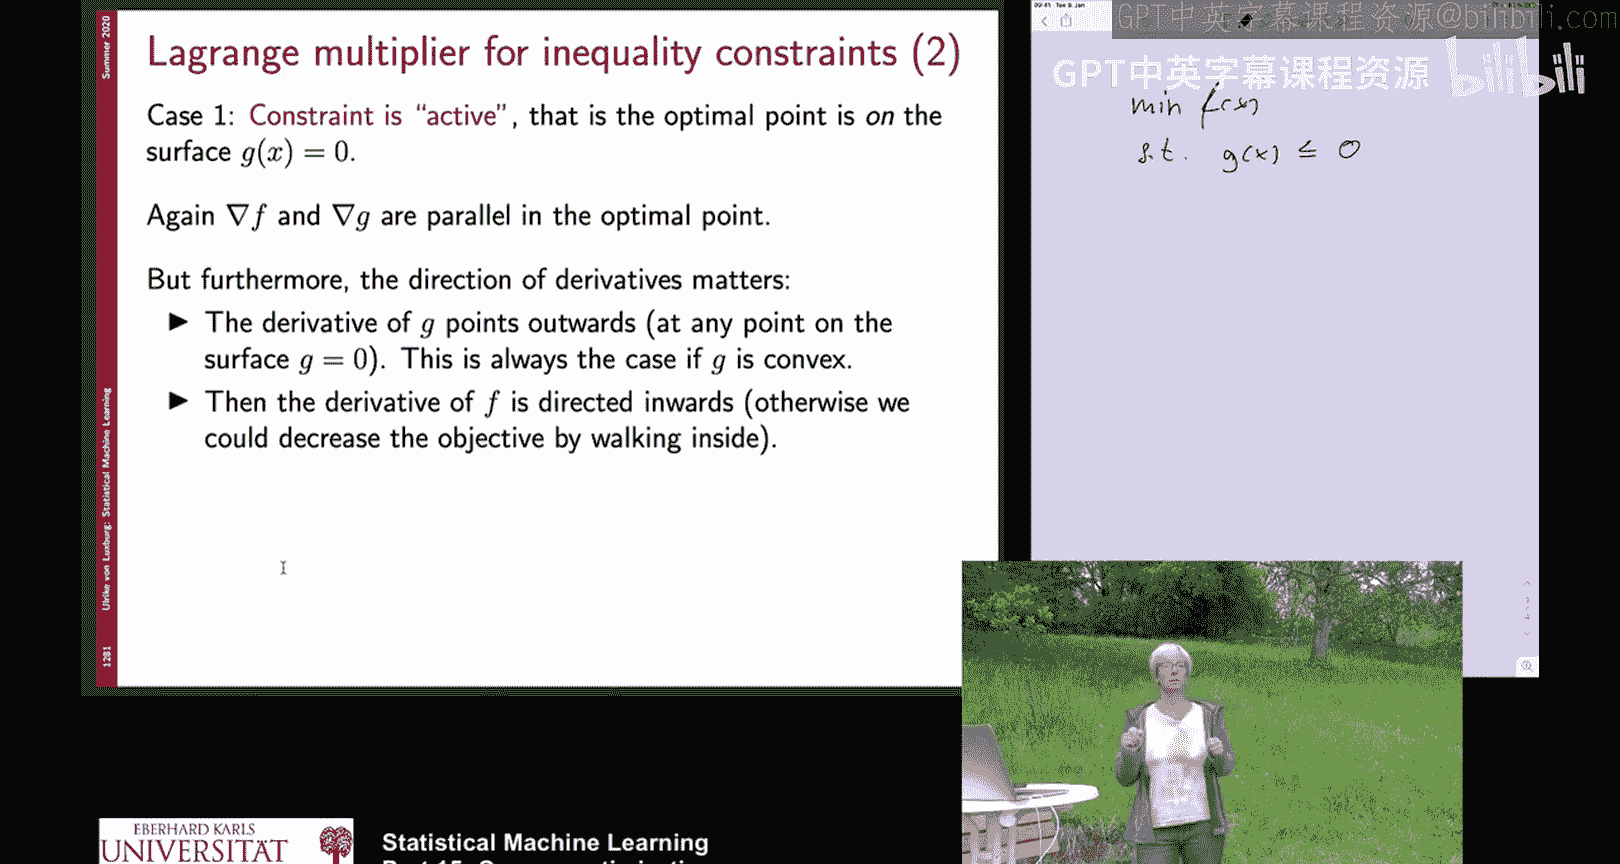 Lagrange multiplier for inequality constraints (2)
Case 1: Constraint is “active”, that is the optimal point is on the
surface g(x) = 0.
Again ∇f and ∇g are parallel in the optimal point.
But furthermore, the direction of derivatives matters:
▶ The derivative of g points outwards (at any point on the
surface g = 0). This is always the case if g is convex.
▶ Then the derivative of f is directed inwards (otherwise we
could decrease the objective by walking inside).
Summer 2020
Ulrike von Luxburg: Statistical Machine Learning
1281
GPT中英字幕课程资源@bilibili.com
GPT中英字幕课程资源 bilibili
min f(x)
s.t. g(x) ≤ 0
EBERHARD KARLS
UNIVERSITÄT
Statistical Machine Learning